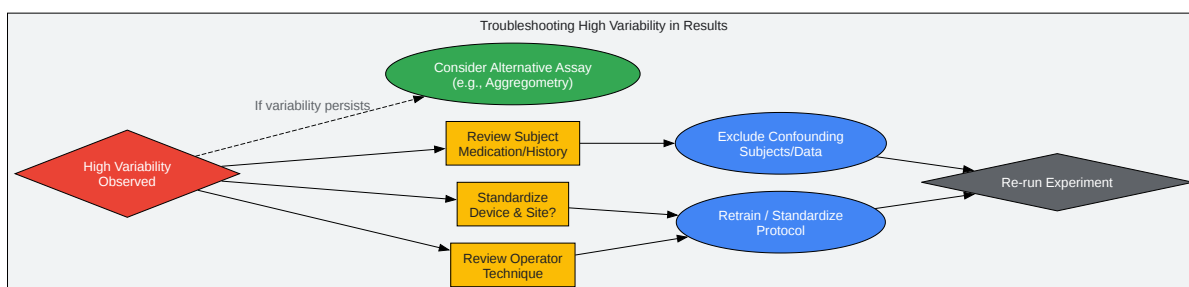 Troubleshooting High Variability in Results
Consider Alternative Assay
(e.g., Aggregometry)
If variability persists
Review Subject
Medication/History
Exclude Confounding
Subjects/Data
High Variability
Observed
Re-run Experiment
Standardize
Device & Site?
Retrain / Standardize
Protocol
Review Operator
Technique